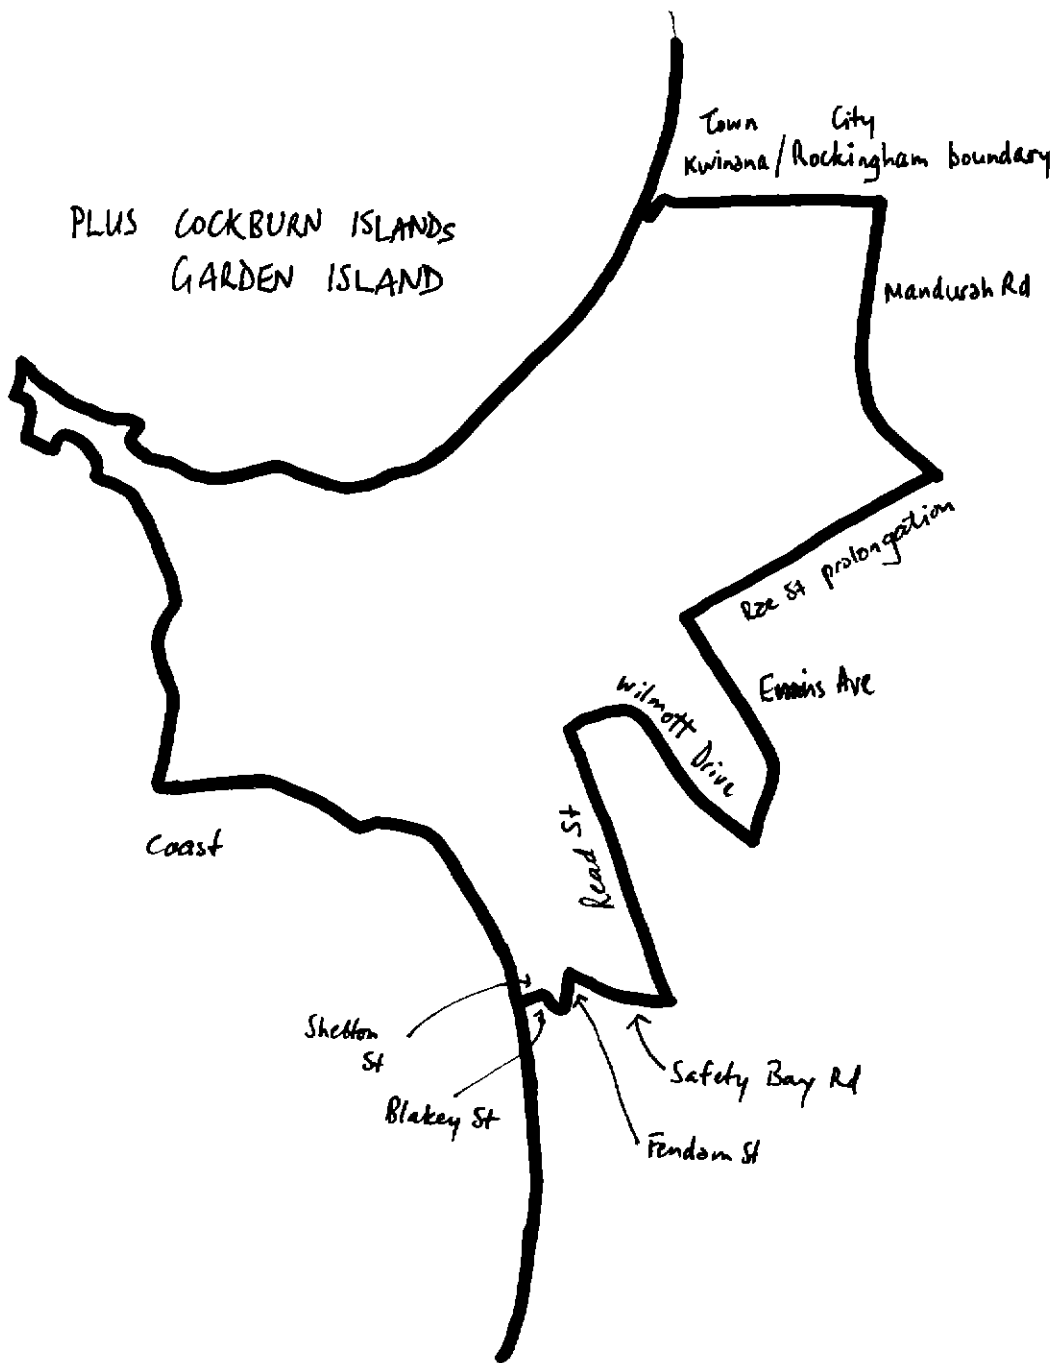 Town City
Kwinana / Rockingham boundary
PLUS COCKBURN ISLANDS
GARDEN ISLAND
Mandurah Rd
Rae St prolongation
Ennis Ave
Wilmott Drive
Read St
Coast
Shelton
St
Blakey St
Safety Bay Rd
Fendam St